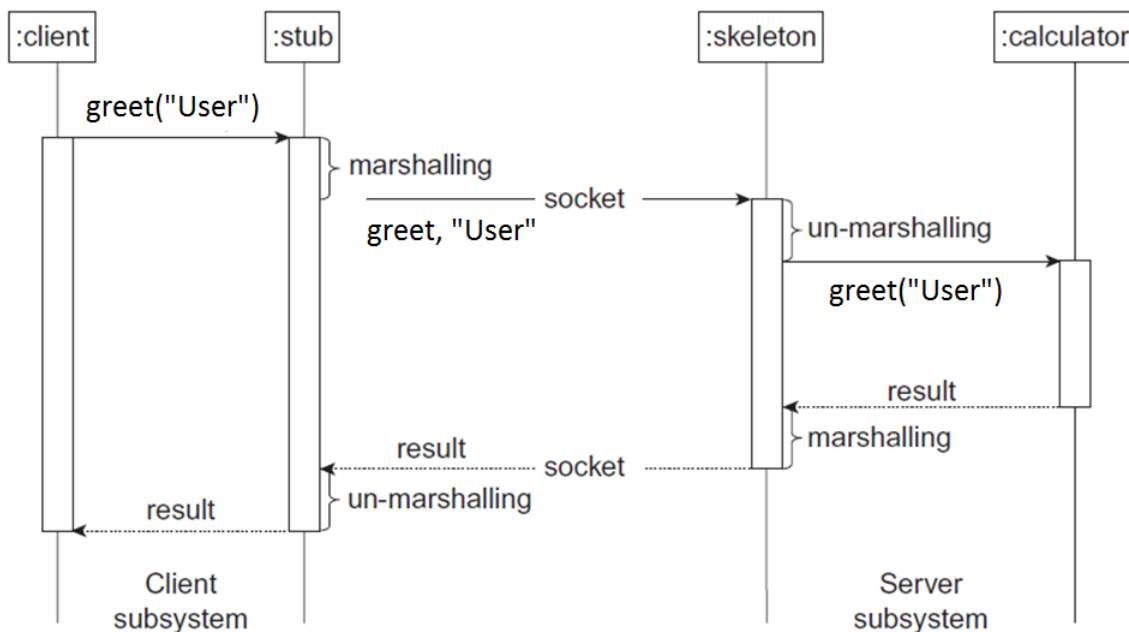 :client
:stub
:skeleton
:calculator
greet("User")
marshalling
socket
greet, "User"
un-marshalling
greet("User")
result
marshalling
result
socket
un-marshalling
result
Client
subsystem
Server
subsystem